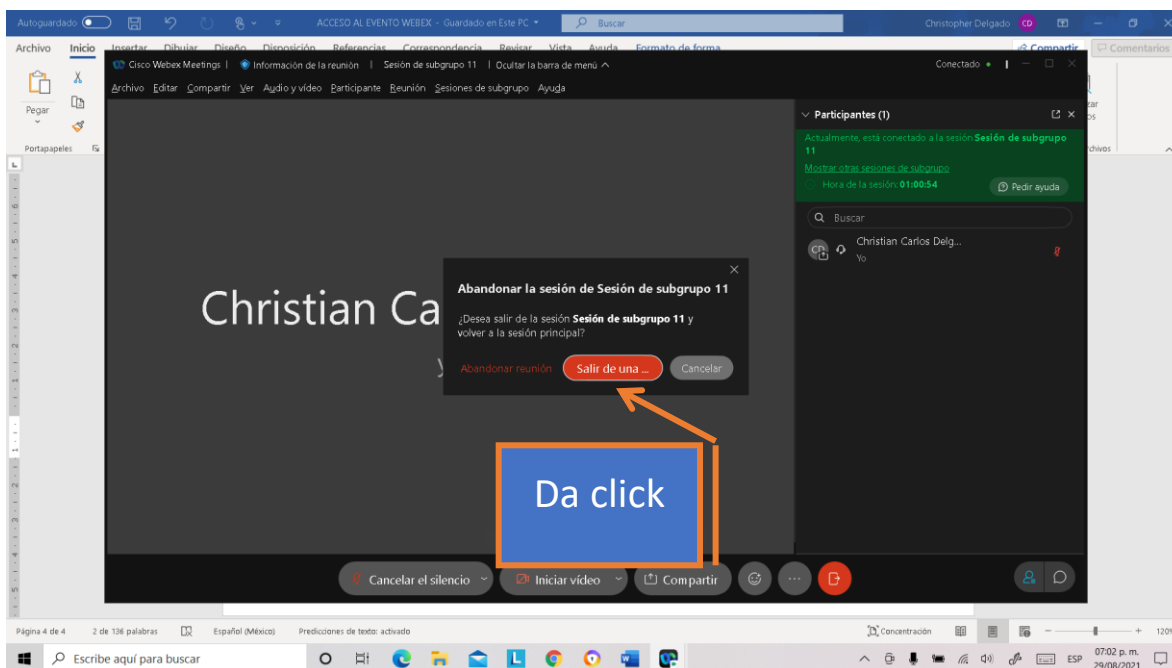 Autoguardado
ACCESO AL EVENTO WEBEX - Guardado en Este PC
Buscar
Christopher Delgado CD
Archivo Inicio Insertar Dibujar Diseño Disposición Referencias Correspondencia Revisar Vista Ayuda Formato de forma
Compartir Comentarios
Pegar
Portapapeles
Cisco Webex Meetings | Información de la reunión | Sesión de subgrupo 11 | Ocultar la barra de menú
Conectado
Archivo Editar Compartir Ver Audio y vídeo Participante Reunión Sesiones de subgrupo Ayuda
Participantes (1)
Actualmente, está conectado a la sesión Sesión de subgrupo
11
Mostrar otras sesiones de subgrupo
Hora de la sesión: 01:00:54
Pedir ayuda
Buscar
Christian Carlos Delg...
Yo
Christian Ca
Abandonar la sesión de Sesión de subgrupo 11
¿Desea salir de la sesión Sesión de subgrupo 11 y
volver a la sesión principal?
Abandonar reunión Salir de una ... Cancelar
Da click
Cancelar el silencio Iniciar vídeo Compartir
Página 4 de 4 2 de 136 palabras Español (México) Predicciones de texto: activado
Concentración
120%
Escribe aquí para buscar
ESP
07:02 p. m.
29/08/2021